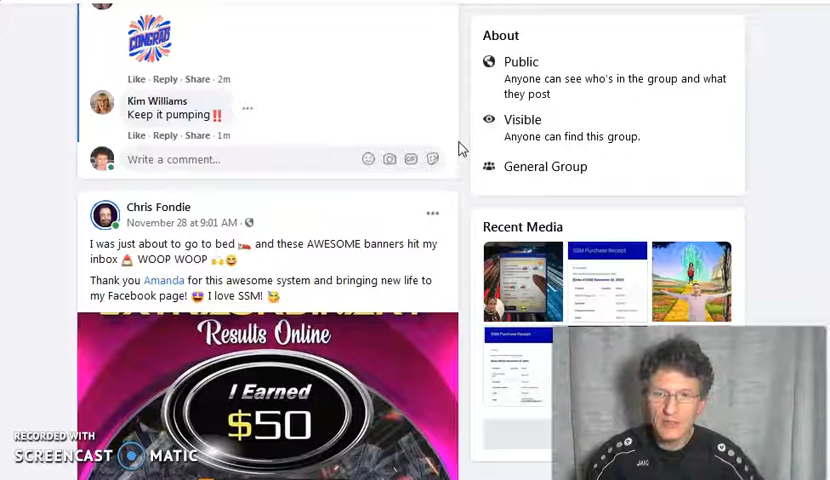 CONGRATS
Like · Reply · Share · 2m
Kim Williams
Keep it pumping‼️
Like · Reply · Share · 1m
Write a comment...
Chris Fondie
November 28 at 9:01 AM ·
I was just about to go to bed 🛌 and these AWESOME banners hit my
inbox 📩 WOOP WOOP 🙌😂
Thank you Amanda for this awesome system and bringing new life to
my Facebook page! 🤩 I love SSM! 🥰
Results Online
I Earned
$50
About
Public
Anyone can see who's in the group and what
they post
Visible
Anyone can find this group.
General Group
Recent Media
SSM Purchase Receipt
SSM Purchase Receipt
JAKO
RECORDED WITH
SCREENCAST MATIC